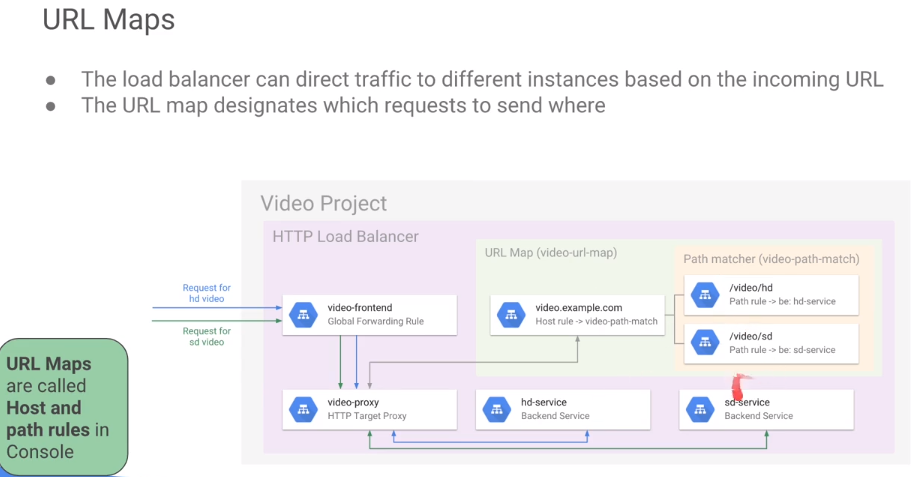 URL Maps
● The load balancer can direct traffic to different instances based on the incoming URL
● The URL map designates which requests to send where
Video Project
HTTP Load Balancer
URL Map (video-url-map)
Path matcher (video-path-match)
Request for
hd video
Request for
sd video
video-frontend
Global Forwarding Rule
video.example.com
Host rule -> video-path-match
/video/hd
Path rule -> be: hd-service
/video/sd
Path rule -> be: sd-service
video-proxy
HTTP Target Proxy
hd-service
Backend Service
sd-service
Backend Service
URL Maps
are called
Host and
path rules in
Console